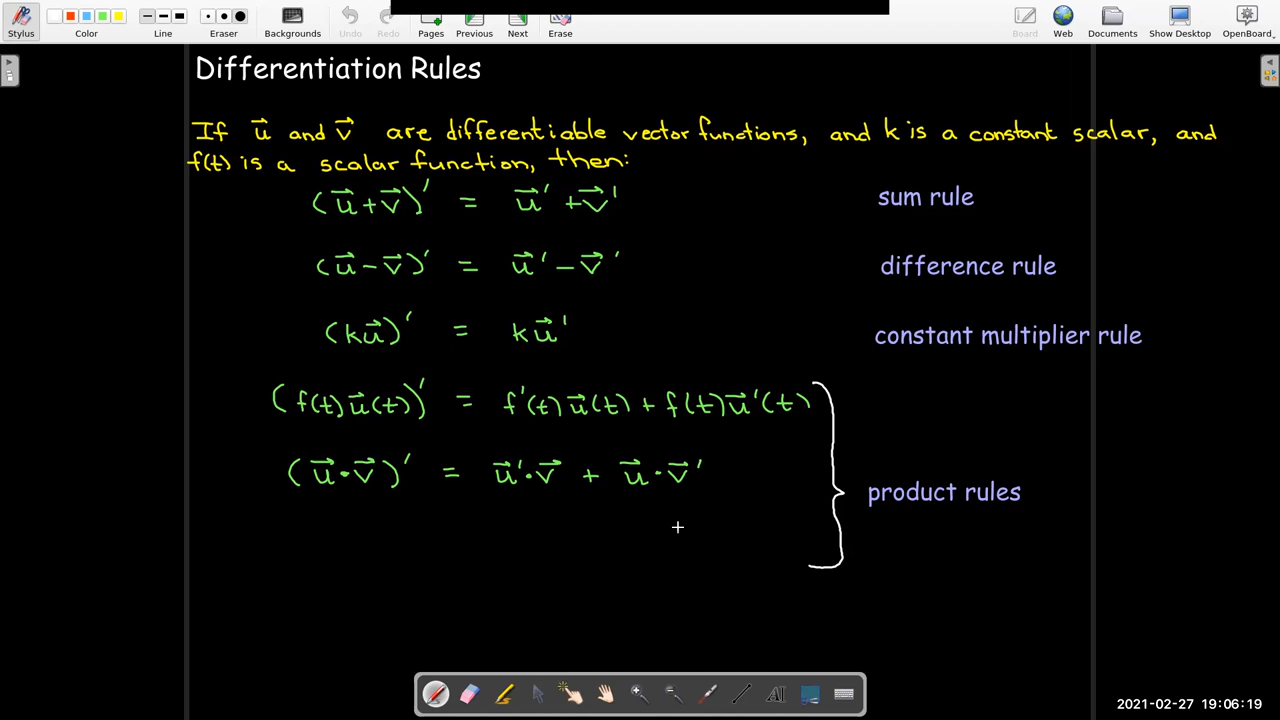 Stylus Color Line Eraser Backgrounds Undo Redo Pages Previous Next Erase Board Web Documents Show Desktop OpenBoard
Differentiation Rules
If u⃗ and v⃗ are differentiable vector functions, and k is a constant scalar, and
f(t) is a scalar function, then:
(u⃗+v⃗)' = u⃗' + v⃗' sum rule
(u⃗-v⃗)' = u⃗' - v⃗' difference rule
(ku⃗)' = ku⃗' constant multiplier rule
(f(t)u⃗(t))' = f'(t)u⃗(t) + f(t)u⃗'(t)
(u⃗·v⃗)' = u⃗'·v⃗ + u⃗·v⃗'
product rules
AI
2021-02-27 19:06:19